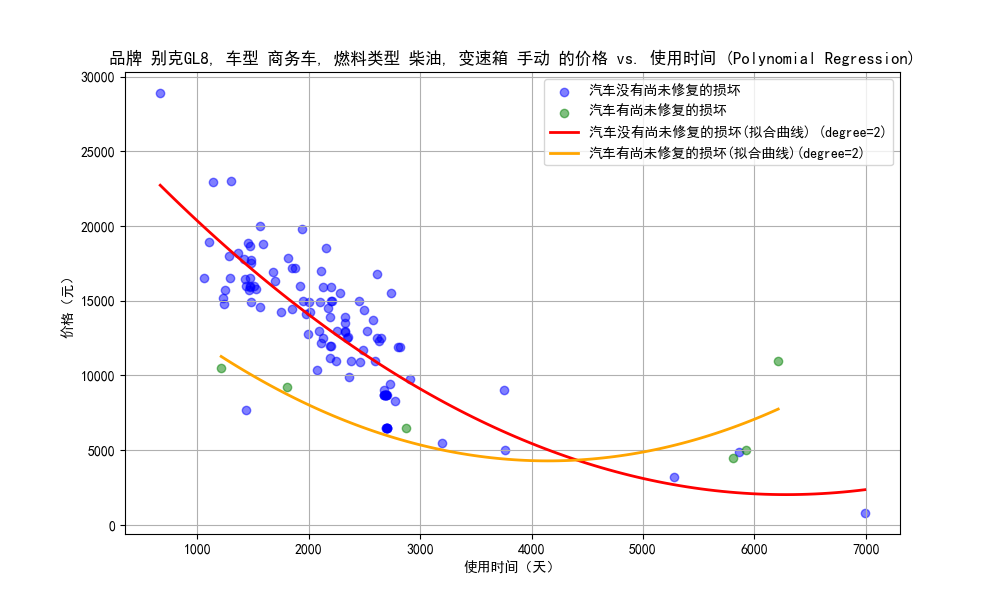 品牌 别克GL8, 车型 商务车, 燃料类型 柴油, 变速箱 手动 的价格 vs. 使用时间 (Polynomial Regression)
汽车没有尚未修复的损坏
汽车有尚未修复的损坏
汽车没有尚未修复的损坏(拟合曲线) (degree=2)
汽车有尚未修复的损坏(拟合曲线)(degree=2)
价格（元）
30000
25000
20000
15000
10000
5000
0
1000 2000 3000 4000 5000 6000 7000
使用时间（天）